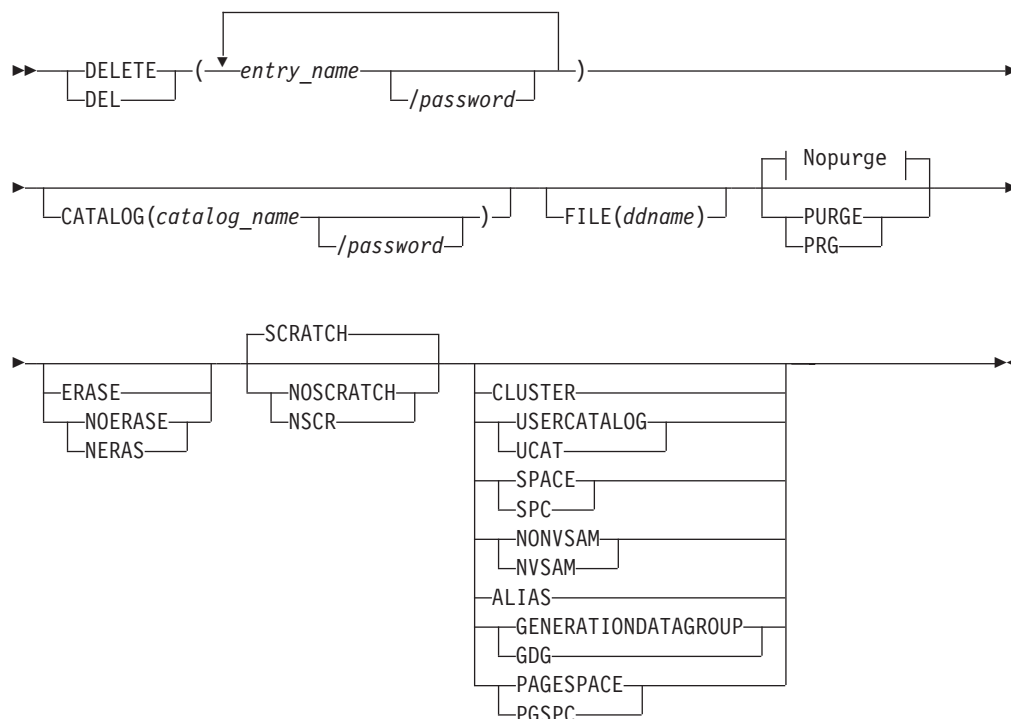 DELETE ( entry_name )
DEL /password
CATALOG(catalog_name ) FILE(ddname) Nopurge
/password PURGE
PRG
SCRATCH
ERASE NOSCRATCH CLUSTER
NOERASE NSCR USERCATALOG
NERAS UCAT
SPACE
SPC
NONVSAM
NVSAM
ALIAS
GENERATIONDATAGROUP
GDG
PAGESPACE
PGSPC